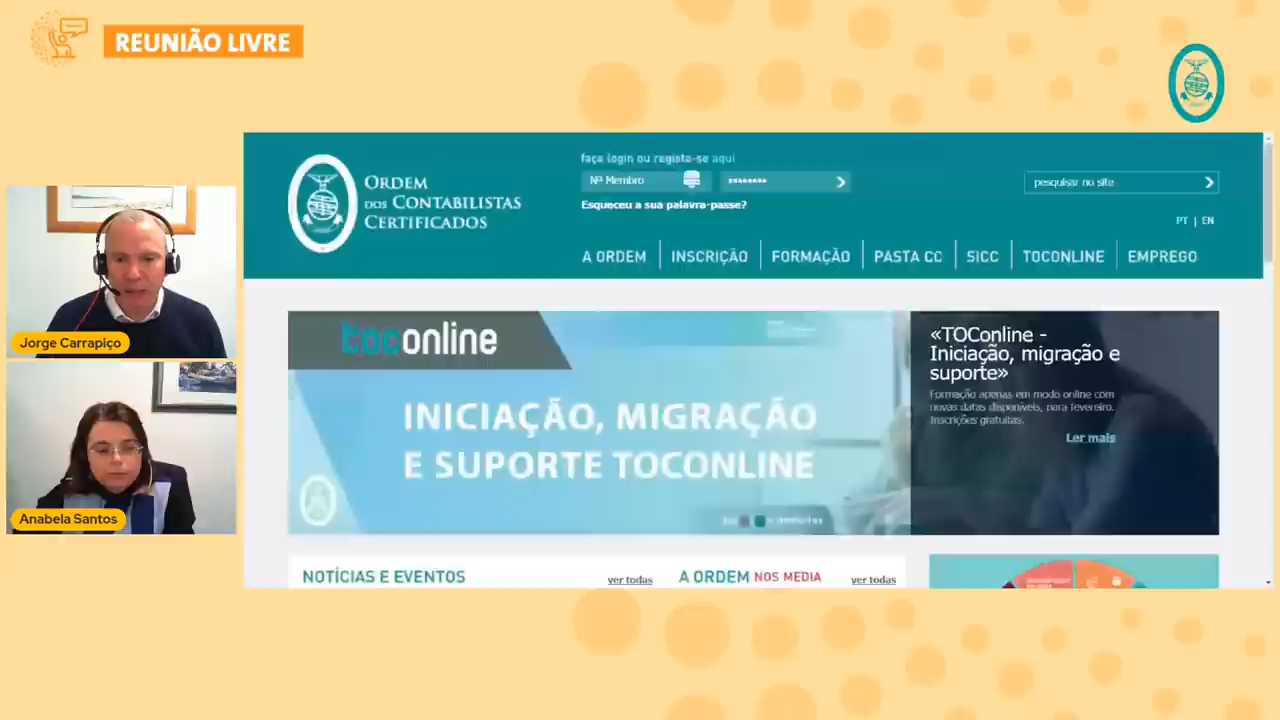 REUNIÃO LIVRE
ORDEM
DOS CONTABILISTAS
CERTIFICADOS
faça login ou registe-se aqui
Nº Membro
••••••••
Esqueceu a sua palavra-passe?
pesquisar no site
PT | EN
A ORDEM
INSCRIÇÃO
FORMAÇÃO
PASTA CC
SICC
TOCONLINE
EMPREGO
Jorge Carrapiço
Anabela Santos
toconline
INICIAÇÃO, MIGRAÇÃO
E SUPORTE TOCONLINE
«TOConline -
Iniciação, migração e
suporte»
Formação apenas em modo online com
novas datas disponíveis, para fevereiro.
Inscrições gratuitas.
Ler mais
NOTÍCIAS E EVENTOS
ver todas
A ORDEM NOS MEDIA
ver todas